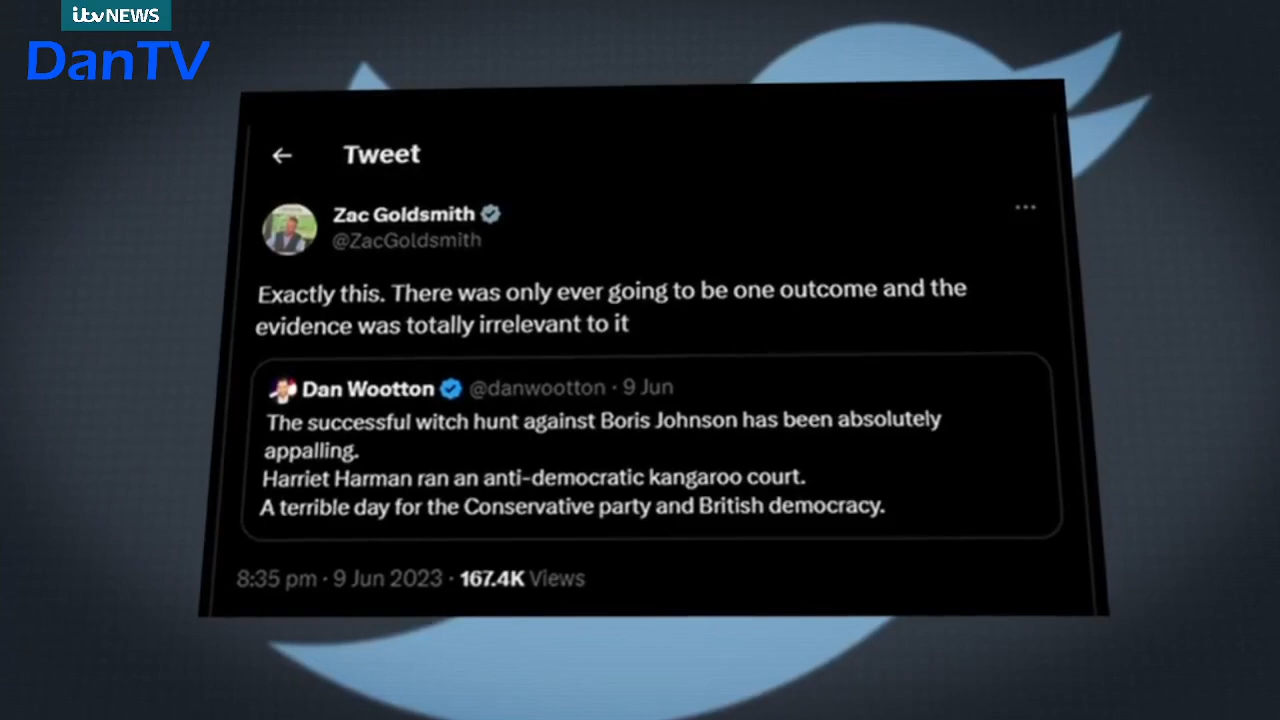 itv NEWS
DanTV
Tweet
Zac Goldsmith
@ZacGoldsmith
Exactly this. There was only ever going to be one outcome and the
evidence was totally irrelevant to it
Dan Wootton @danwootton · 9 Jun
The successful witch hunt against Boris Johnson has been absolutely
appalling.
Harriet Harman ran an anti-democratic kangaroo court.
A terrible day for the Conservative party and British democracy.
8:35 pm · 9 Jun 2023 · 167.4K Views